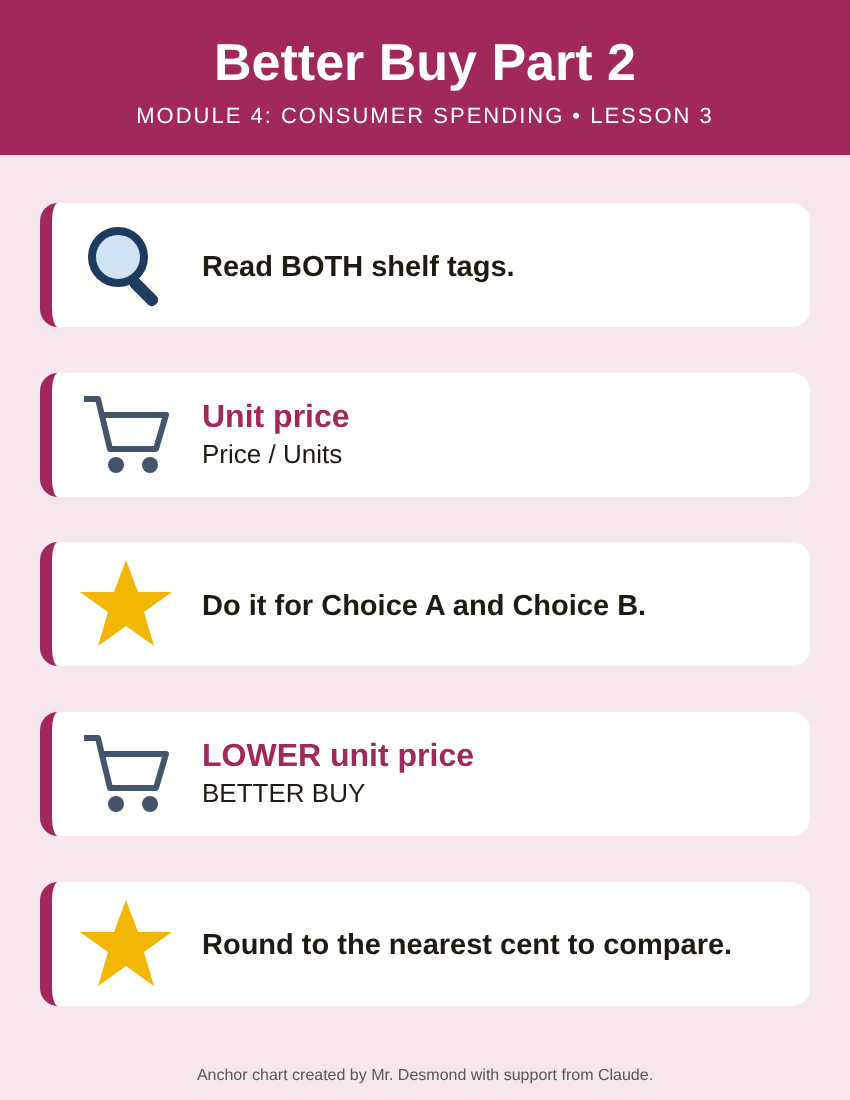 Better Buy Part 2
MODULE 4: CONSUMER SPENDING • LESSON 3
Read BOTH shelf tags.
Unit price
Price / Units
Do it for Choice A and Choice B.
LOWER unit price
BETTER BUY
Round to the nearest cent to compare.
Anchor chart created by Mr. Desmond with support from Claude.